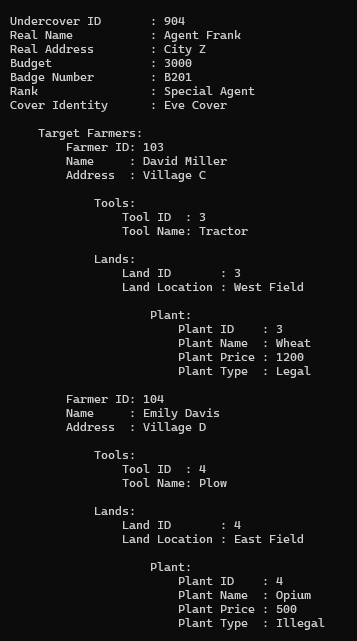 Undercover ID       : 904
Real Name           : Agent Frank
Real Address        : City Z
Budget              : 3000
Badge Number        : B201
Rank                : Special Agent
Cover Identity      : Eve Cover

    Target Farmers:
        Farmer ID: 103
        Name     : David Miller
        Address  : Village C

            Tools:
                Tool ID  : 3
                Tool Name: Tractor

            Lands:
                Land ID       : 3
                Land Location : West Field

                    Plant:
                        Plant ID    : 3
                        Plant Name  : Wheat
                        Plant Price : 1200
                        Plant Type  : Legal

        Farmer ID: 104
        Name     : Emily Davis
        Address  : Village D

            Tools:
                Tool ID  : 4
                Tool Name: Plow

            Lands:
                Land ID       : 4
                Land Location : East Field

                    Plant:
                        Plant ID    : 4
                        Plant Name  : Opium
                        Plant Price : 500
                        Plant Type  : Illegal